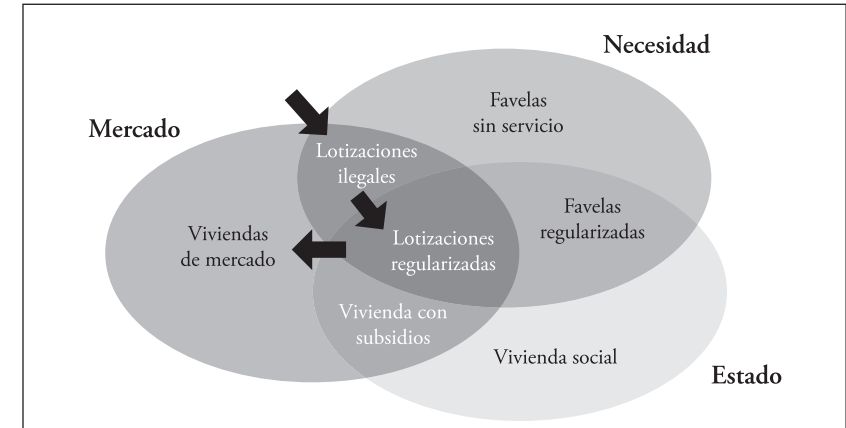 Necesidad
Favelas
sin servicio
Mercado
Lotizaciones
ilegales
Favelas
regularizadas
Viviendas
de mercado
Lotizaciones
regularizadas
Vivienda con
subsidios
Vivienda social
Estado